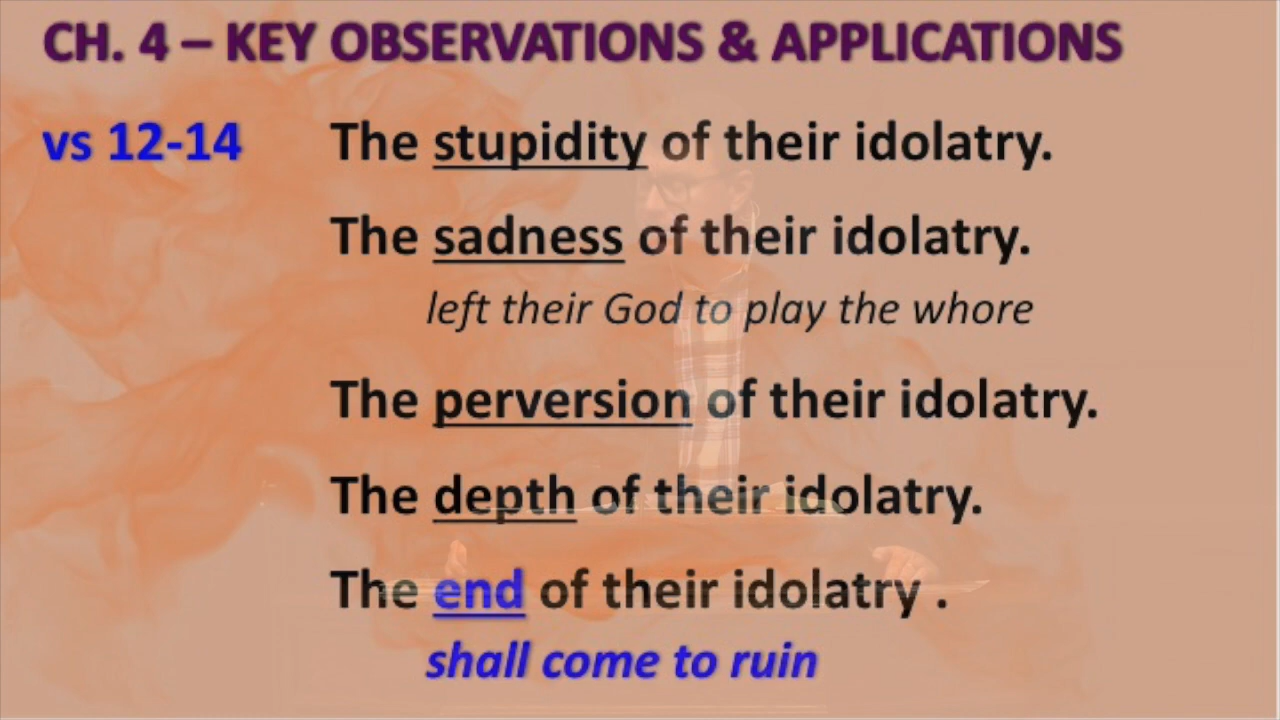 CH. 4 – KEY OBSERVATIONS & APPLICATIONS
vs 12-14 The stupidity of their idolatry.
The sadness of their idolatry.
left their God to play the whore
The perversion of their idolatry.
The depth of their idolatry.
The end of their idolatry .
shall come to ruin